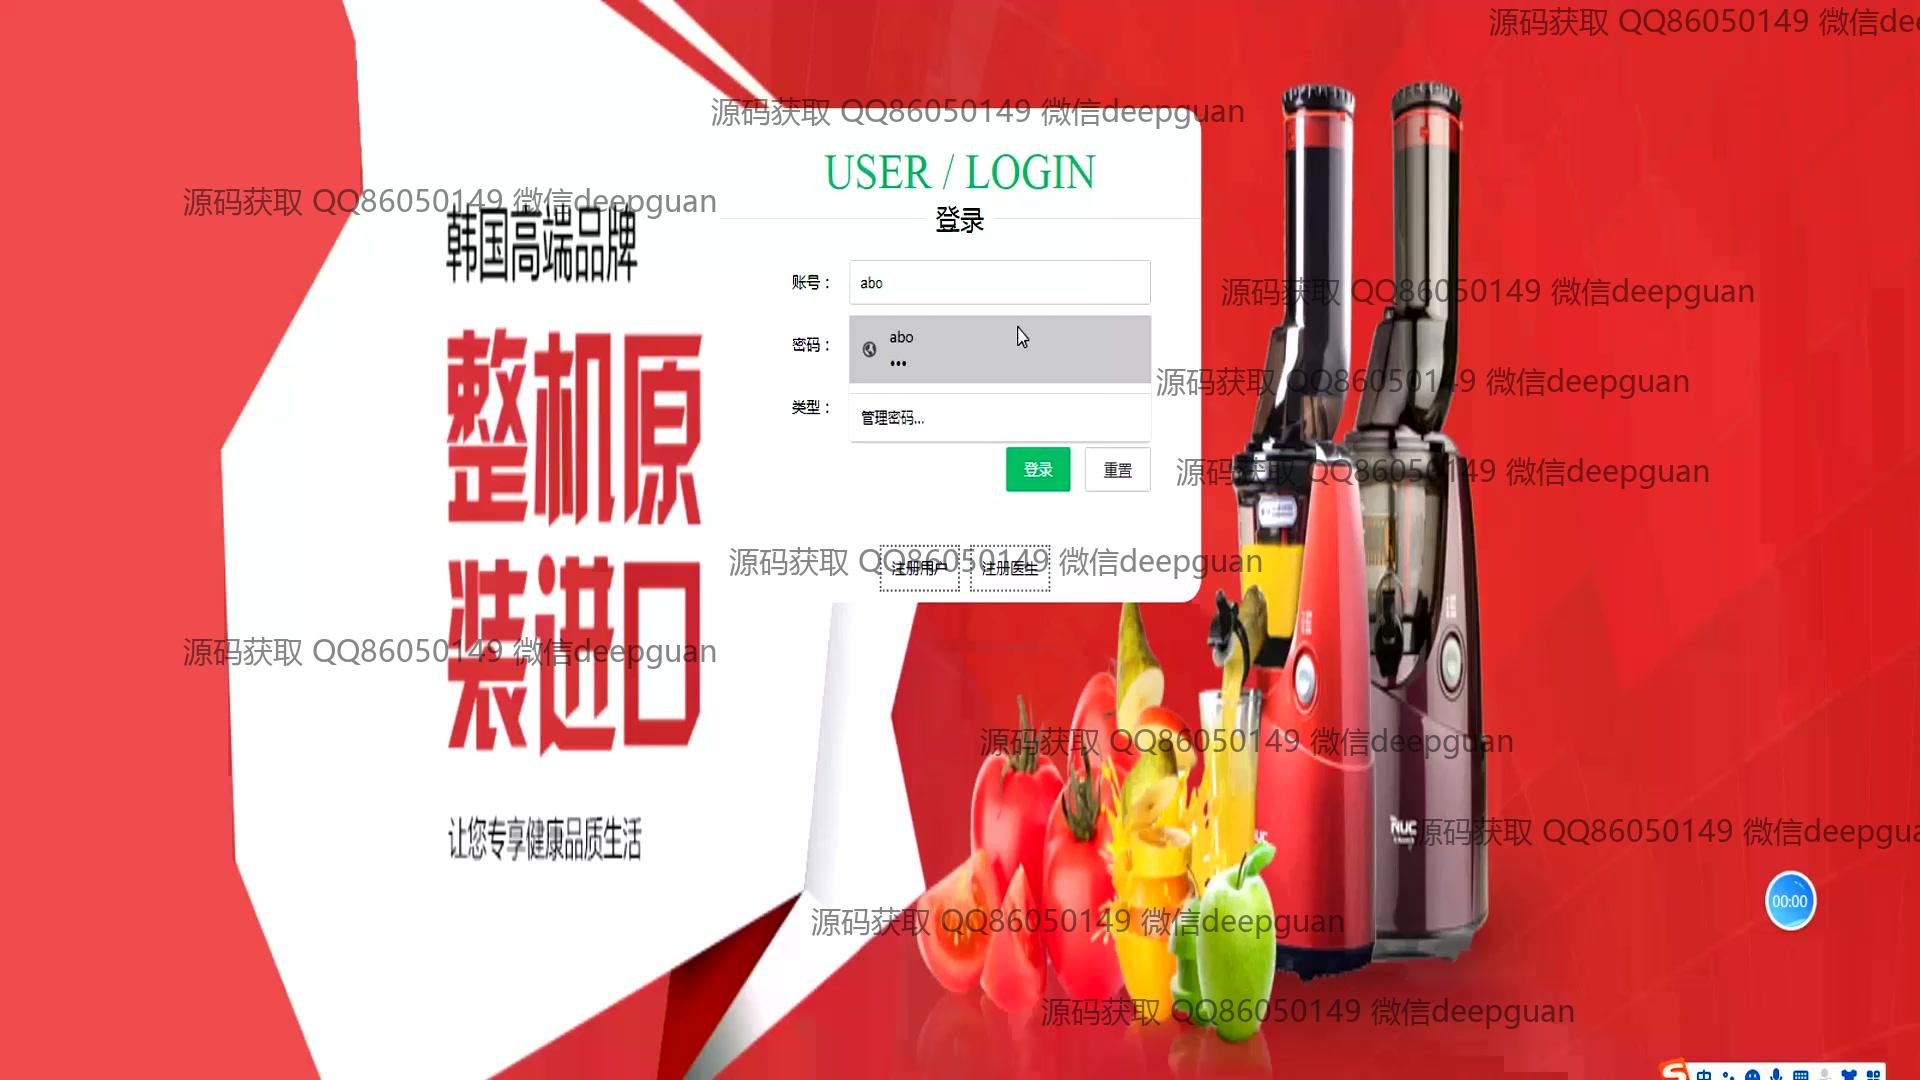 源码获取 QQ86050149 微信dee
源码获取 QQ86050149 微信deepguan
USER / LOGIN
源码获取 QQ86050149 微信deepguan
登录
韩国高端品牌
账号：
abo
源码获取 QQ86050149 微信deepguan
密码：
abo
•••
源码获取 QQ86050149 微信deepguan
类型：
管理密码...
整机原
装进口
登录
重置
源码获取 QQ86050149 微信deepguan
源码获取 QQ86050149 微信deepguan
注册用户
注册医生
源码获取 QQ86050149 微信deepguan
源码获取 QQ86050149 微信deepguan
NUC
源码获取 QQ86050149 微信deepgua
让您专享健康品质生活
00:00
源码获取 QQ86050149 微信deepguan
源码获取 QQ86050149 微信deepguan
中